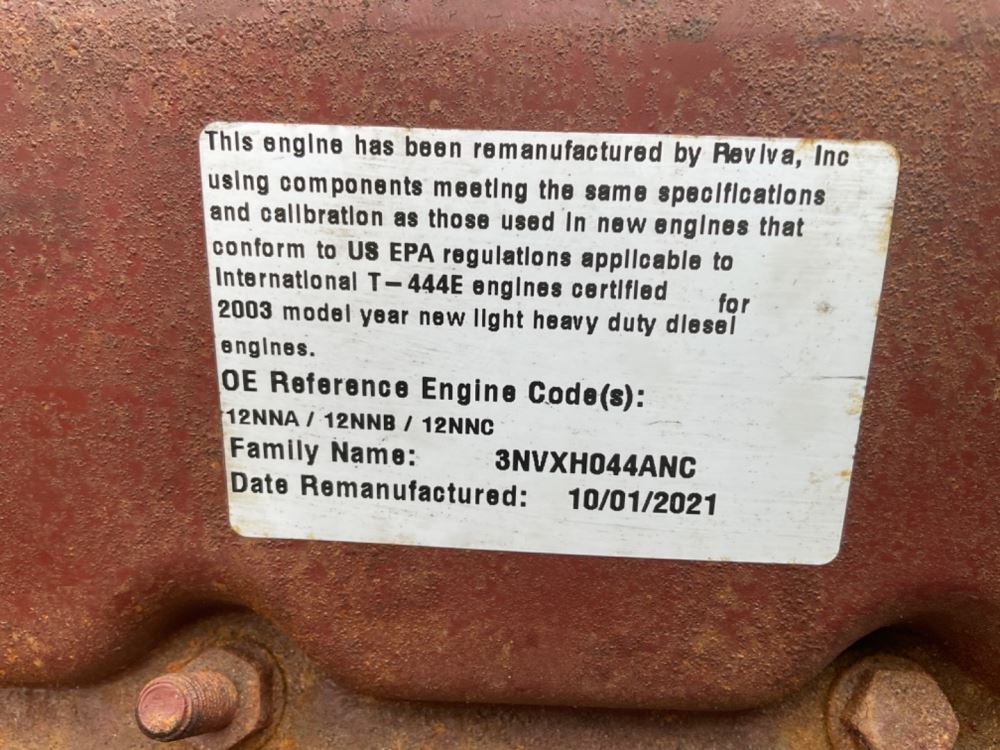 This engine has been remanufactured by Reviva, Inc
using components meeting the same specifications
and calibration as those used in new engines that
conform to US EPA regulations applicable to
International T-444E engines certified for
2003 model year new light heavy duty diesel
engines.
OE Reference Engine Code(s):
12NNA / 12NNB / 12NNC
Family Name: 3NVXH044ANC
Date Remanufactured: 10/01/2021